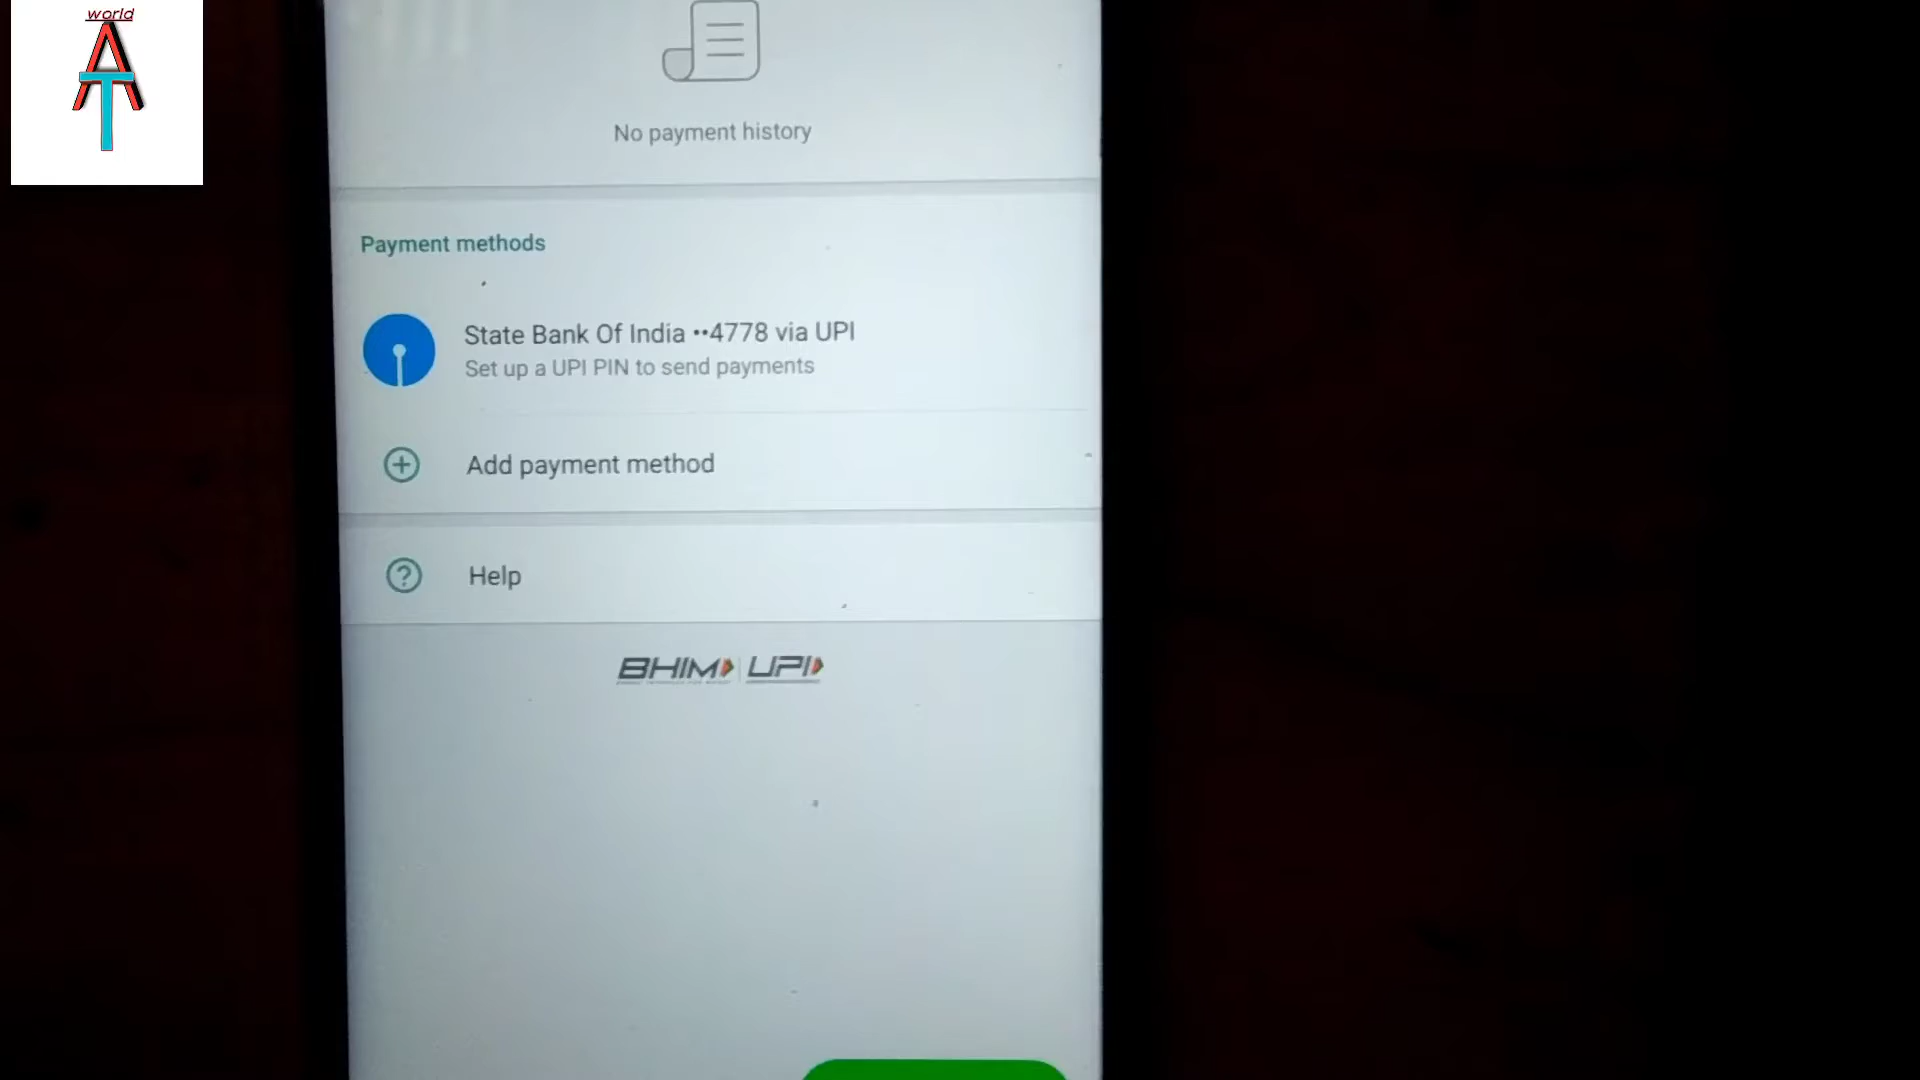 world
AT
No payment history
Payment methods
State Bank Of India ••4778 via UPI
Set up a UPI PIN to send payments
Add payment method
Help
BHIM UPI